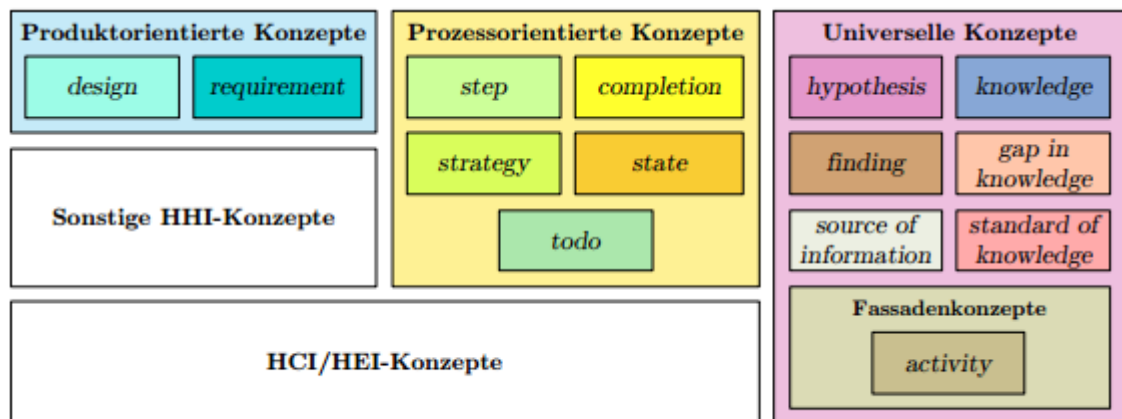 Produktorientierte Konzepte
design
requirement
Sonstige HHI-Konzepte
Prozessorientierte Konzepte
step
completion
strategy
state
todo
HCI/HEI-Konzepte
Universelle Konzepte
hypothesis
knowledge
finding
gap in
knowledge
source of
information
standard of
knowledge
Fassadenkonzepte
activity